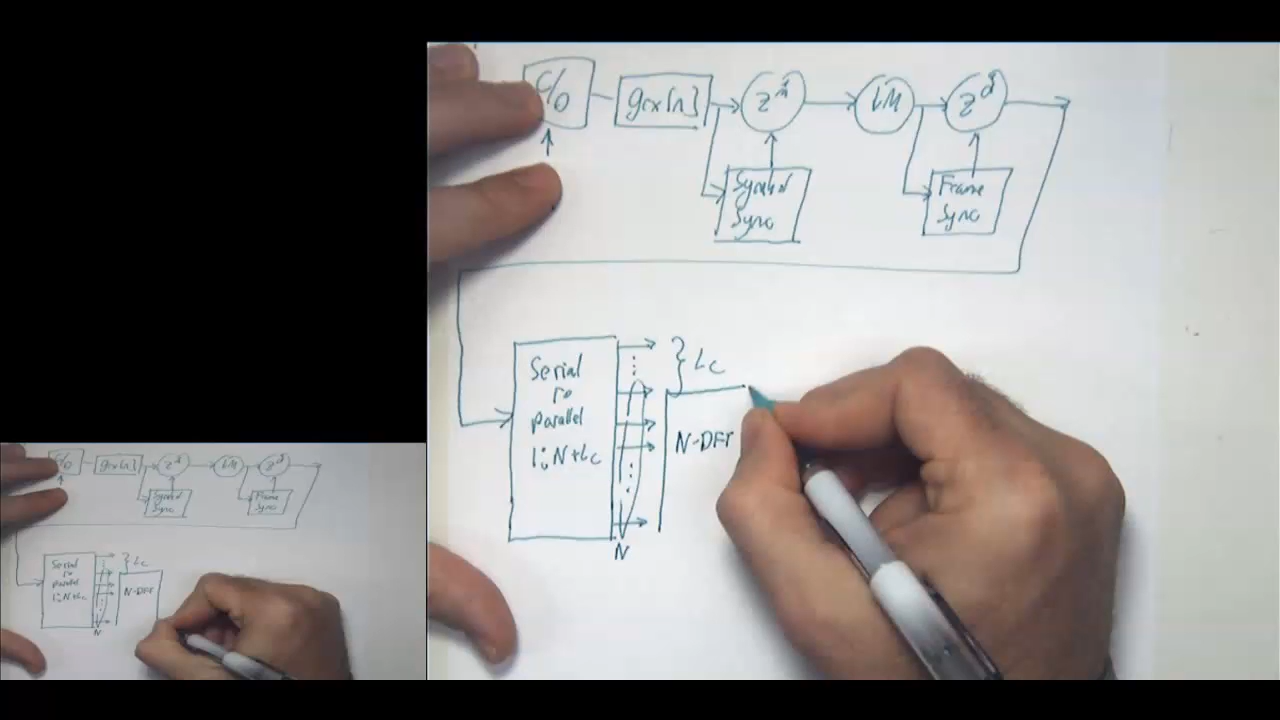 C/D
grx[n]
↓M
Symbol
Sync
Frame
Sync
z^d
Serial
to
parallel
1:N+Lc
} Lc
N-DFT
N